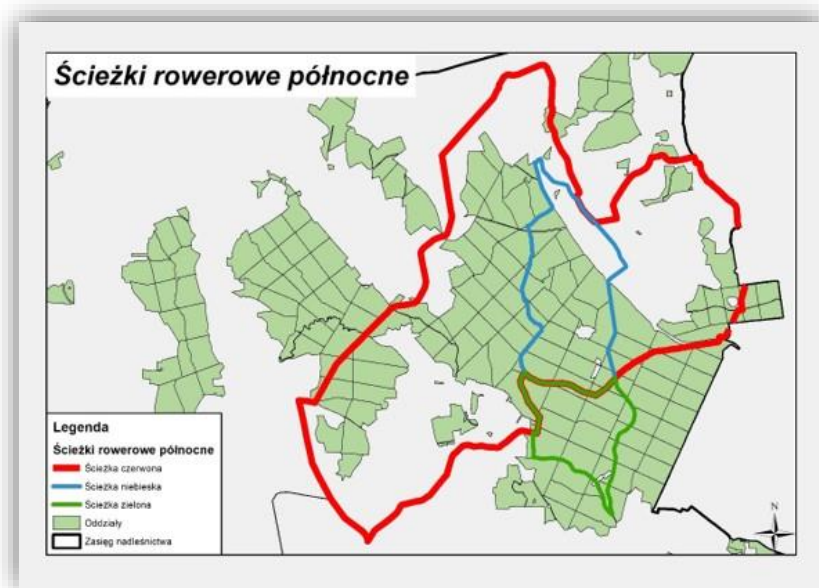 Ścieżki rowerowe północne
Legenda
Ścieżki rowerowe północne
Ścieżka czerwona
Ścieżka niebieska
Ścieżka zielona
Oddziały
Zasięg nadleśnictwa
N